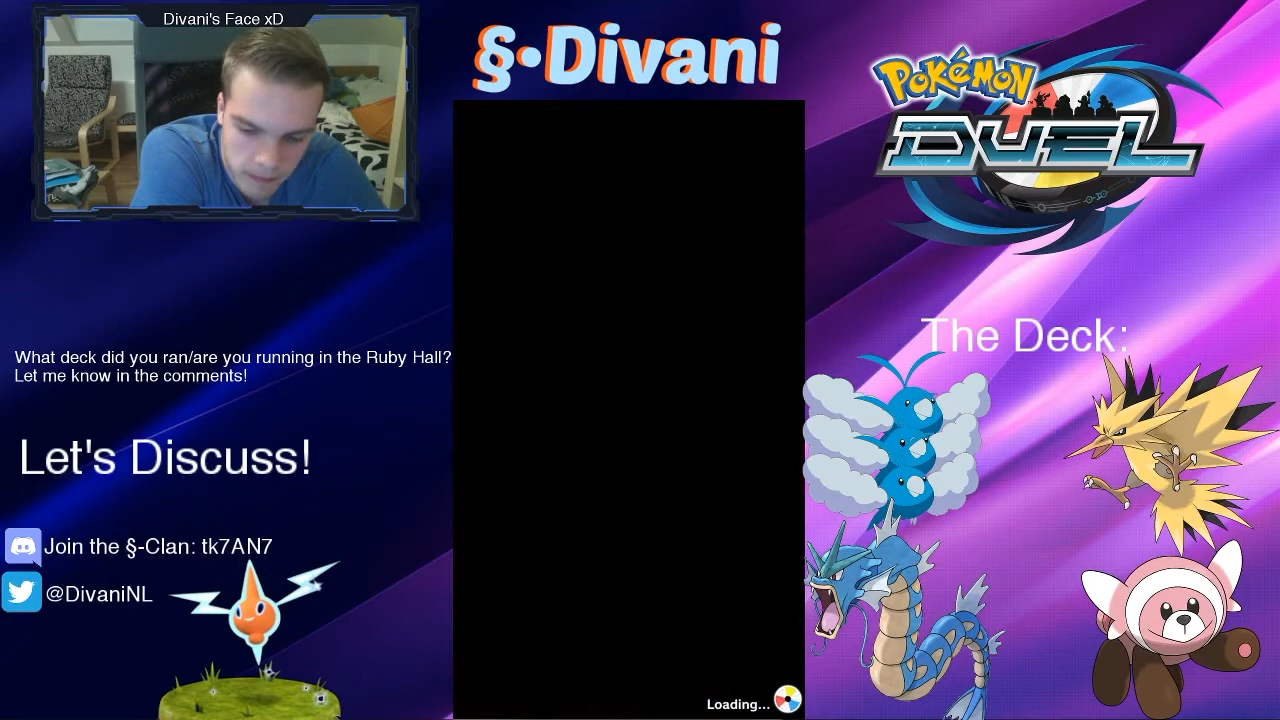 Divani's Face xD
§•Divani
POKéMON
DUEL
What deck did you ran/are you running in the Ruby Hall?
Let me know in the comments!
The Deck:
Let's Discuss!
Join the §-Clan: tk7AN7
@DivaniNL
Loading...